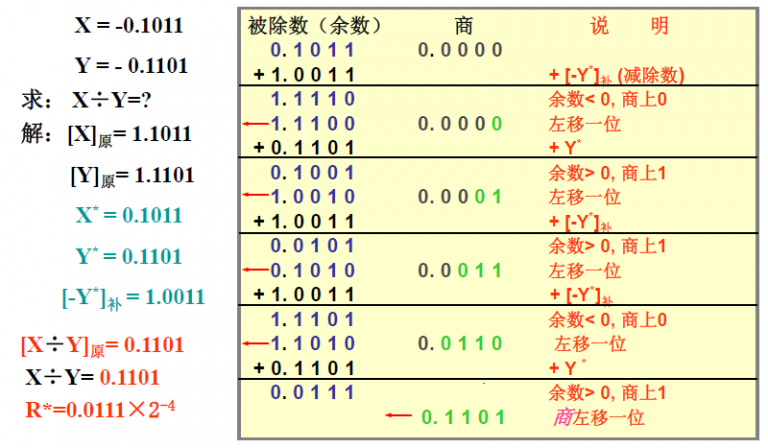 X = -0.1011
Y = - 0.1101
求： X÷Y=?
解：[X]原= 1.1011
[Y]原= 1.1101
X*= 0.1011
Y*= 0.1101
[-Y*]补 = 1.0011
[X÷Y]原= 0.1101
X÷Y= 0.1101
R*=0.0111×2⁻⁴
被除数（余数） 商 说 明
0.1011 0.0000
+1.0011 + [-Y*]补 (减除数)
1.1110 余数< 0, 商上0
←1.1100 0.0000 左移一位
+0.1101 + Y*
0.1001 余数> 0, 商上1
←1.0010 0.0001 左移一位
+1.0011 + [-Y*]补
0.0101 余数> 0, 商上1
←0.1010 0.0011 左移一位
+1.0011 + [-Y*]补
1.1101 余数< 0, 商上0
←1.1010 0.0110 左移一位
+0.1101 + Y *
0.0111 余数> 0, 商上1
← 0.1101 商左移一位